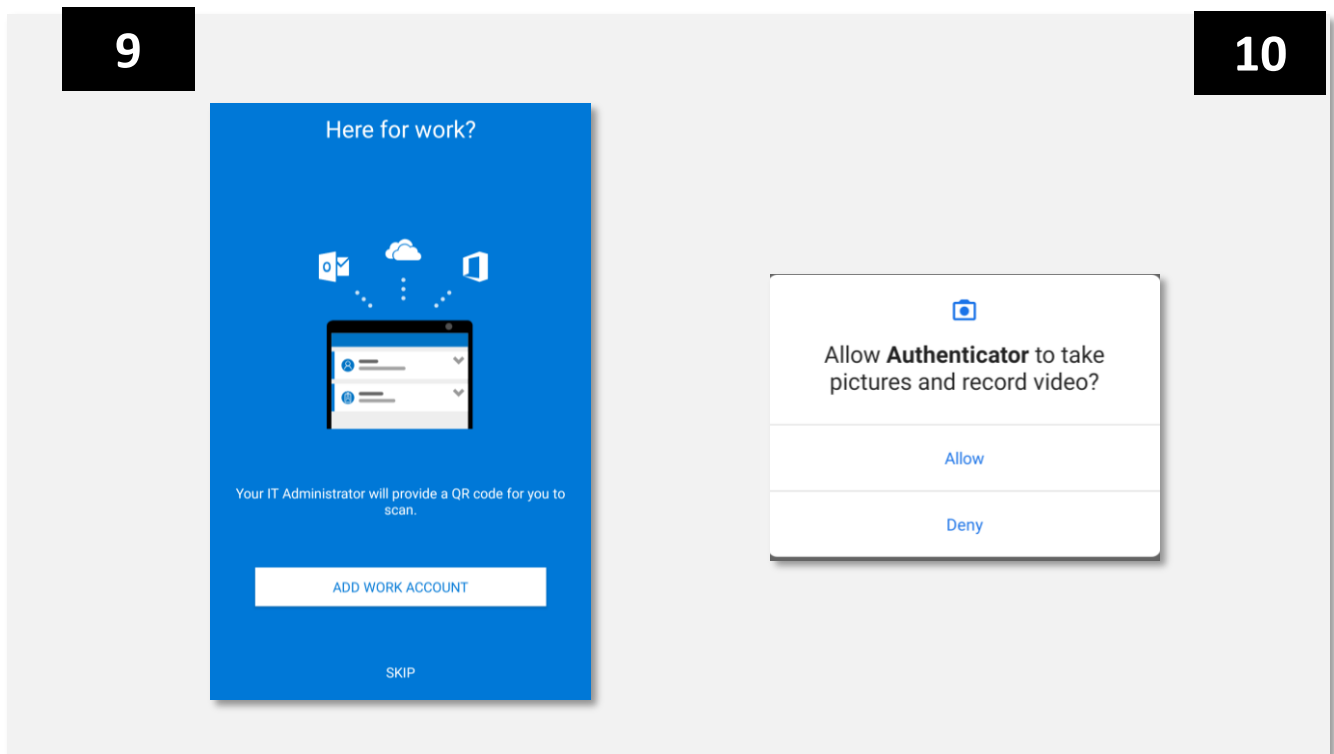 9
10
Here for work?
Your IT Administrator will provide a QR code for you to
scan.
ADD WORK ACCOUNT
SKIP
Allow Authenticator to take
pictures and record video?
Allow
Deny